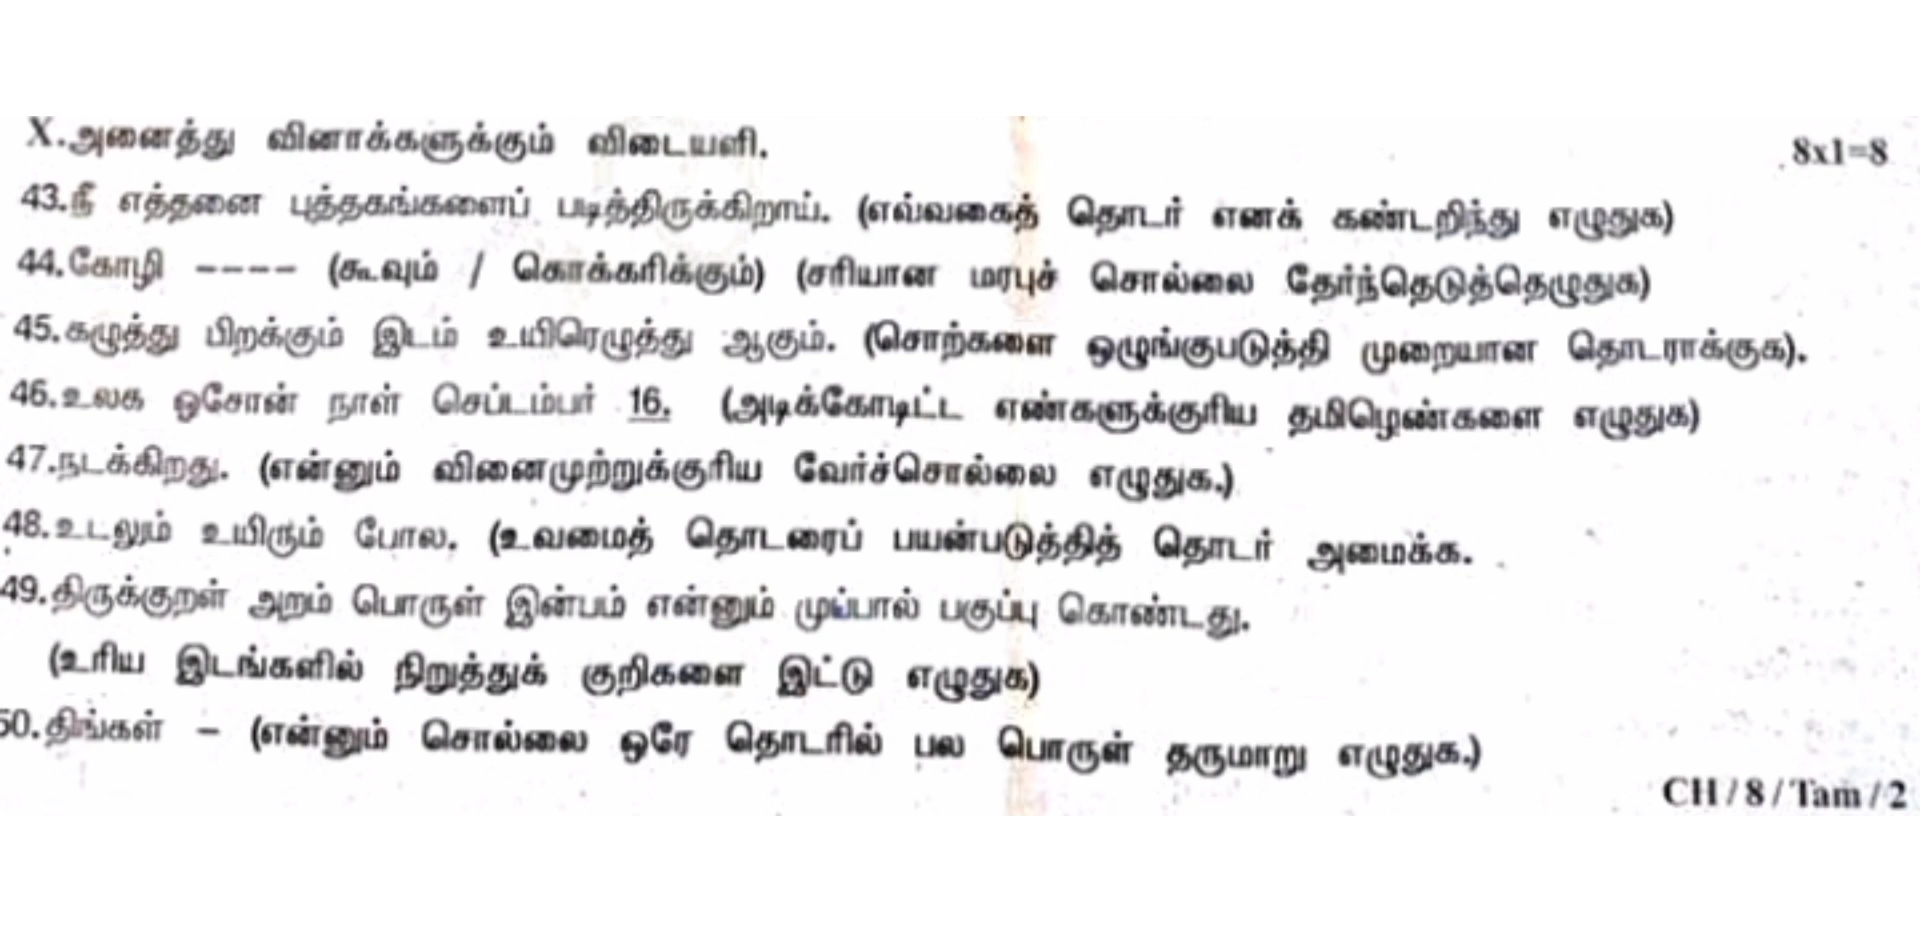 X.அனைத்து வினாக்களுக்கும் விடையளி. 8x1=8
43.நீ எத்தனை புத்தகங்களைப் படித்திருக்கிறாய். (எவ்வகைத் தொடர் எனக் கண்டறிந்து எழுதுக)
44.கோழி ---- (கூவும் / கொக்கரிக்கும்) (சரியான மரபுச் சொல்லை தேர்ந்தெடுத்தெழுதுக)
45.கழுத்து பிறக்கும் இடம் உயிரெழுத்து ஆகும். (சொற்களை ஒழுங்குபடுத்தி முறையான தொடராக்குக).
46.உலக ஓசோன் நாள் செப்டம்பர் 16. (அடிக்கோடிட்ட எண்களுக்குரிய தமிழெண்களை எழுதுக)
47.நடக்கிறது. (என்னும் வினைமுற்றுக்குரிய வேர்ச்சொல்லை எழுதுக.)
48.உடலும் உயிரும் போல. (உவமைத் தொடரைப் பயன்படுத்தித் தொடர் அமைக்க.
49.திருக்குறள் அறம் பொருள் இன்பம் என்னும் முப்பால் பகுப்பு கொண்டது.
(உரிய இடங்களில் நிறுத்துக் குறிகளை இட்டு எழுதுக)
50.திங்கள் – (என்னும் சொல்லை ஒரே தொடரில் பல பொருள் தருமாறு எழுதுக.)
CH / 8 / Tam / 2